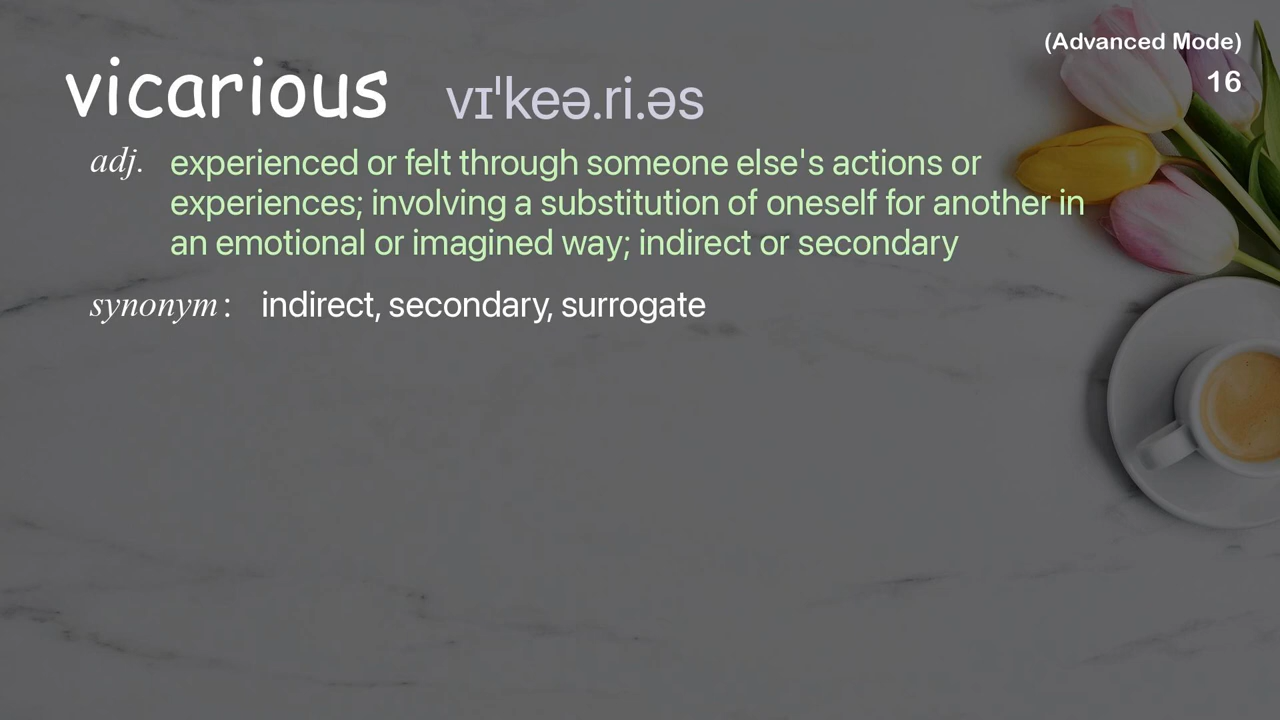 (Advanced Mode)
16
vicarious vɪˈkeə.ri.əs
adj. experienced or felt through someone else's actions or
experiences; involving a substitution of oneself for another in
an emotional or imagined way; indirect or secondary
synonym: indirect, secondary, surrogate